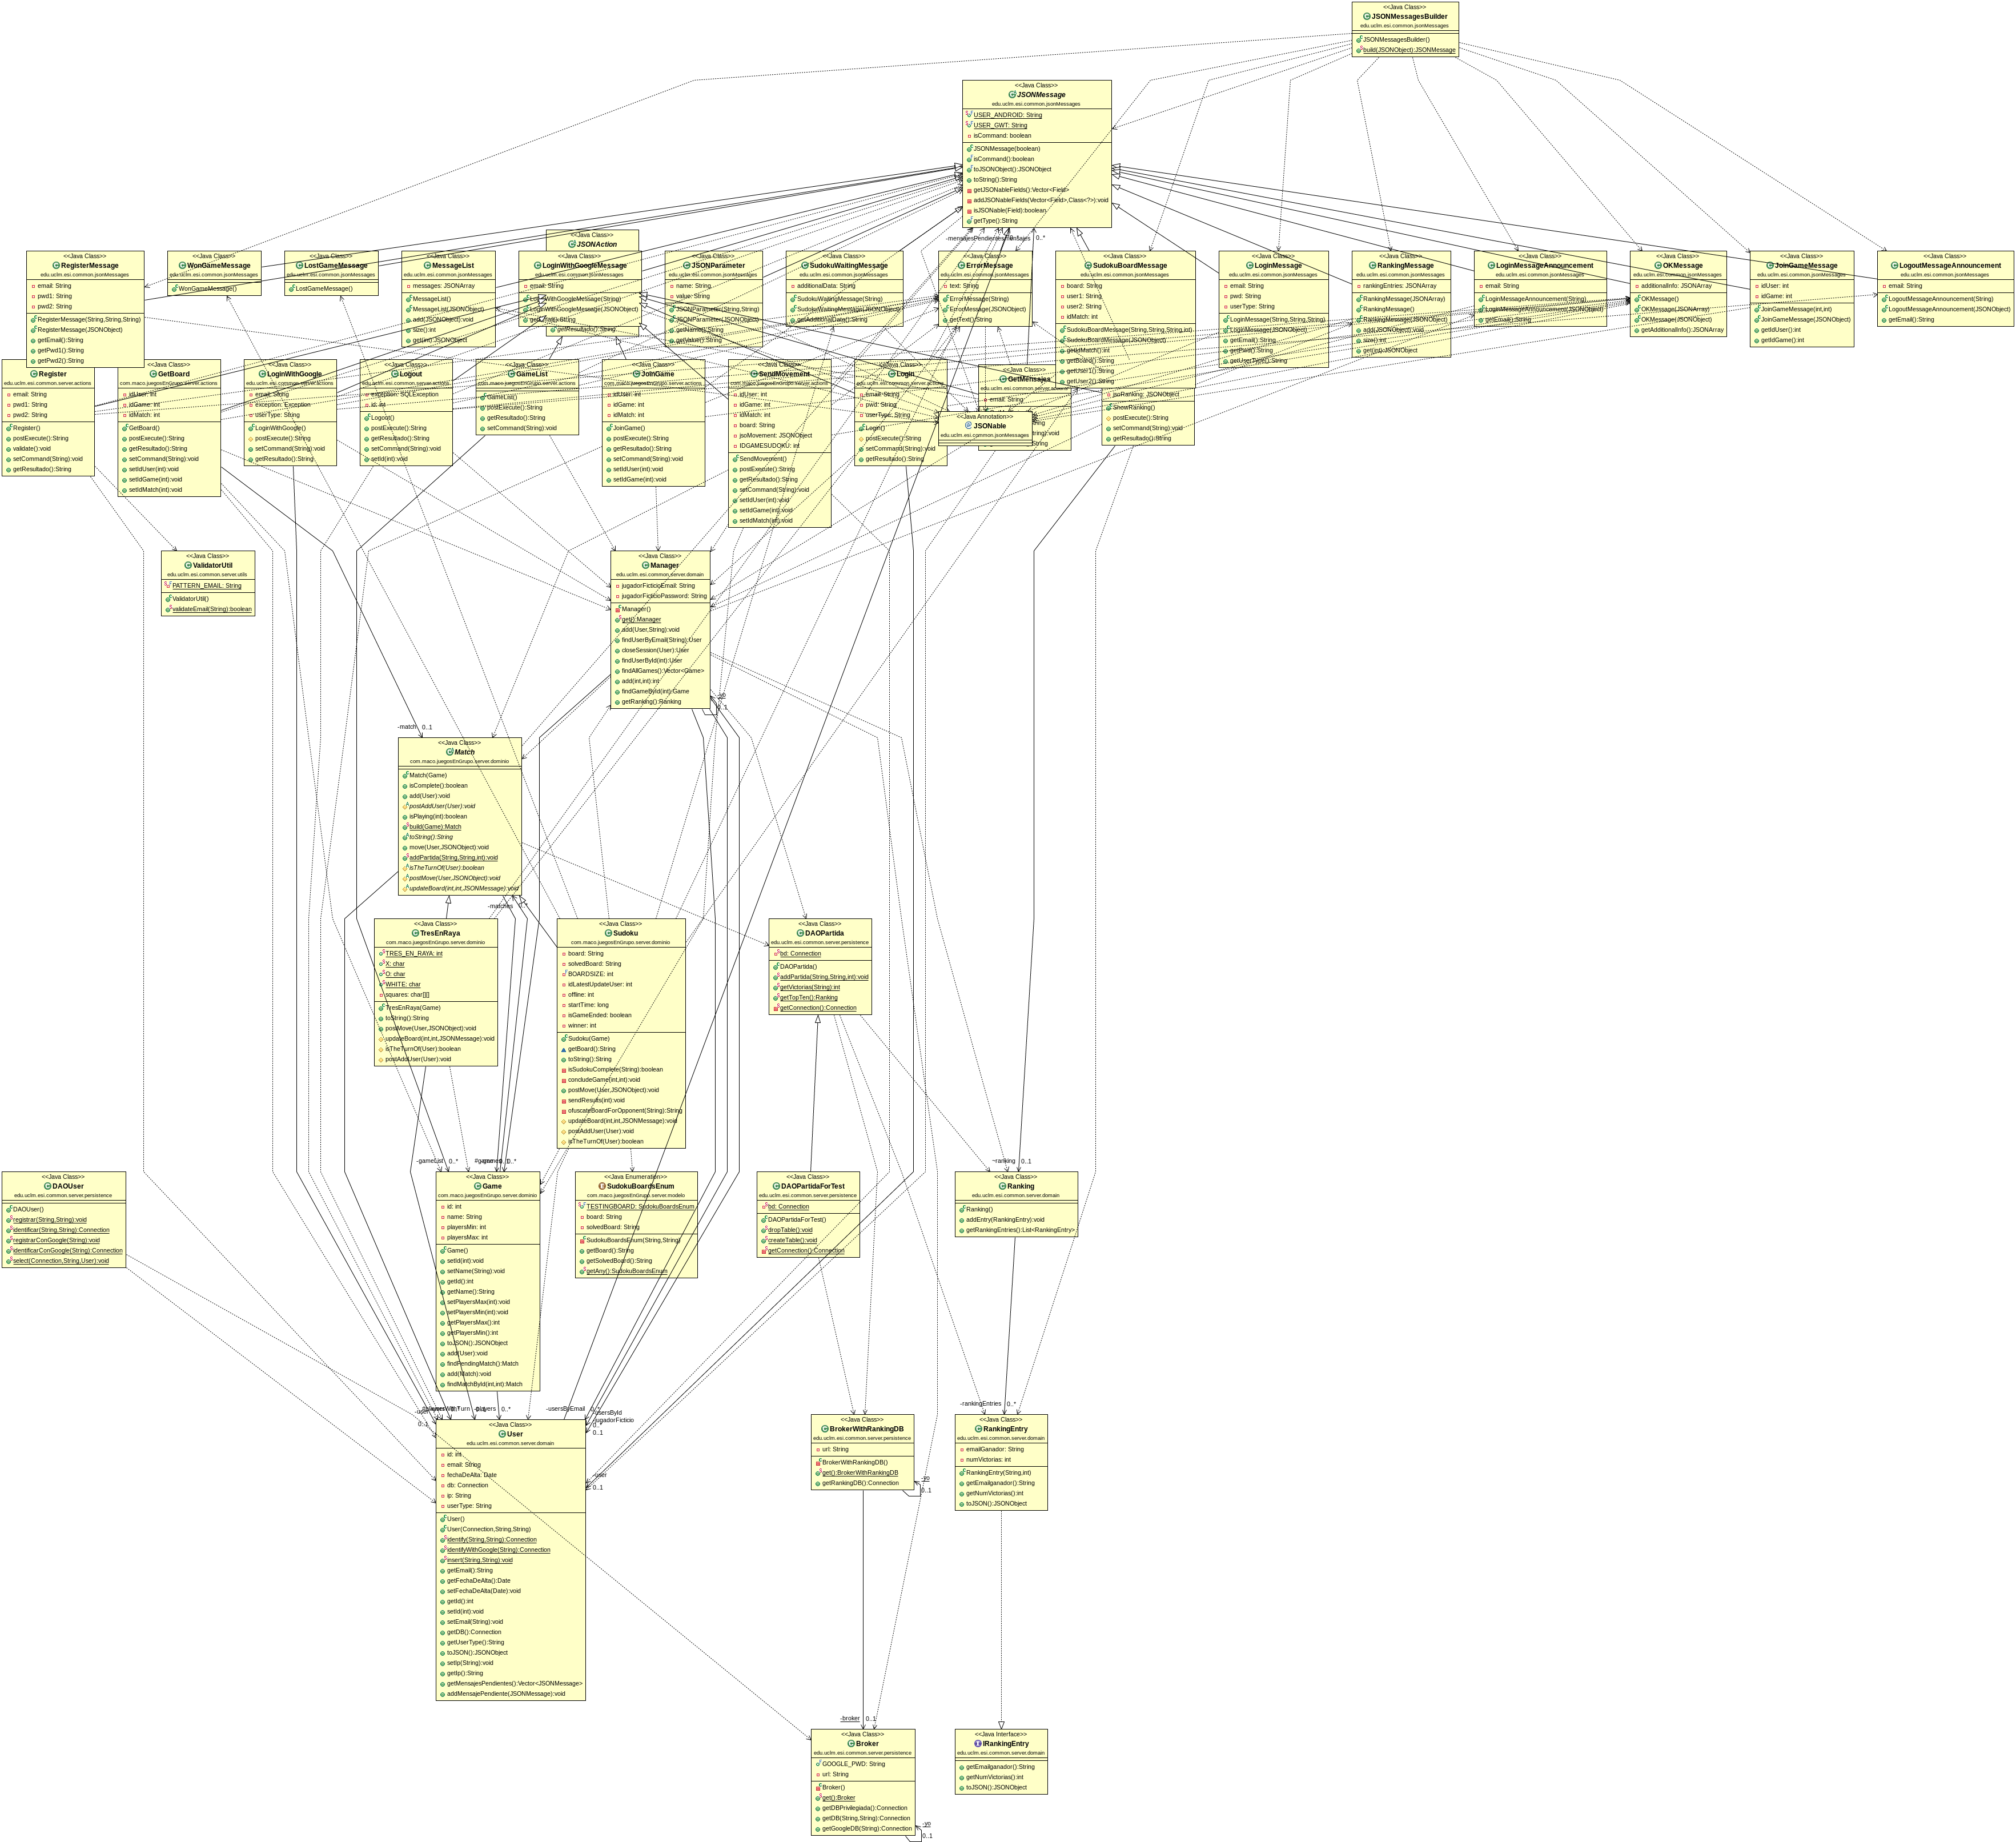 <<Java Class>>
JSONMessagesBuilder
edu.uclm.esi.common.jsonMessages
JSONMessagesBuilder()
build(JSONObject):JSONMessage
<<Java Class>>
JSONMessage
edu.uclm.esi.common.jsonMessages
USER_ANDROID: String
USER_GWT: String
isCommand: boolean
JSONMessage(boolean)
isCommand():boolean
toJSONObject():JSONObject
toString():String
getJSONableFields():Vector<Field>
addJSONableFields(Vector<Field>,Class<?>):void
isJSONable(Field):boolean
getType():String
<<Java Class>>
JSONAction
getResultado():String
<<Java Class>>
RegisterMessage
edu.uclm.esi.common.jsonMessages
email: String
pwd1: String
pwd2: String
RegisterMessage(String,String,String)
RegisterMessage(JSONObject)
getEmail():String
getPwd1():String
getPwd2():String
<<Java Class>>
WonGameMessage
edu.uclm.esi.common.jsonMessages
WonGameMessage()
<<Java Class>>
LostGameMessage
edu.uclm.esi.common.jsonMessages
LostGameMessage()
<<Java Class>>
MessageList
edu.uclm.esi.common.jsonMessages
messages: JSONArray
MessageList()
MessageList(JSONObject)
add(JSONObject):void
size():int
get(int):JSONObject
<<Java Class>>
LoginWithGoogleMessage
edu.uclm.esi.common.jsonMessages
email: String
LoginWithGoogleMessage(String)
LoginWithGoogleMessage(JSONObject)
getEmail():String
<<Java Class>>
JSONParameter
edu.uclm.esi.common.jsonMessages
name: String
value: String
JSONParameter(String,String)
JSONParameter(JSONObject)
getName():String
getValue():String
<<Java Class>>
SudokuWaitingMessage
edu.uclm.esi.common.jsonMessages
additionalData: String
SudokuWaitingMessage(String)
SudokuWaitingMessage(JSONObject)
getAdditionalData():String
-mensajesPendientes
0..*
<<Java Class>>
ErrorMessage
edu.uclm.esi.common.jsonMessages
text: String
ErrorMessage(String)
ErrorMessage(JSONObject)
getText():String
<<Java Class>>
SudokuBoardMessage
edu.uclm.esi.common.jsonMessages
board: String
user1: String
user2: String
idMatch: int
SudokuBoardMessage(String,String,String,int)
SudokuBoardMessage(JSONObject)
getIdMatch():int
getBoard():String
getUser1():String
getUser2():String
<<Java Class>>
LoginMessage
edu.uclm.esi.common.jsonMessages
email: String
pwd: String
userType: String
LoginMessage(String,String,String)
LoginMessage(JSONObject)
getEmail():String
getPwd():String
getUserType():String
<<Java Class>>
RankingMessage
edu.uclm.esi.common.jsonMessages
rankingEntries: JSONArray
RankingMessage(JSONArray)
RankingMessage()
RankingMessage(JSONObject)
add(JSONObject):void
size():int
get(int):JSONObject
<<Java Class>>
LoginMessageAnnouncement
edu.uclm.esi.common.jsonMessages
email: String
LoginMessageAnnouncement(String)
LoginMessageAnnouncement(JSONObject)
getEmail():String
<<Java Class>>
OKMessage
edu.uclm.esi.common.jsonMessages
additionalInfo: JSONArray
OKMessage()
OKMessage(JSONArray)
OKMessage(JSONObject)
getAdditionalInfo():JSONArray
<<Java Class>>
JoinGameMessage
edu.uclm.esi.common.jsonMessages
idUser: int
idGame: int
JoinGameMessage(int,int)
JoinGameMessage(JSONObject)
getIdUser():int
getIdGame():int
<<Java Class>>
LogoutMessageAnnouncement
edu.uclm.esi.common.jsonMessages
email: String
LogoutMessageAnnouncement(String)
LogoutMessageAnnouncement(JSONObject)
getEmail():String
Register
edu.uclm.esi.common.server.actions
email: String
pwd1: String
pwd2: String
Register()
postExecute():String
validate():void
setCommand(String):void
getResultado():String
<<Java Class>>
GetBoard
com.maco.juegosEnGrupo.server.actions
idUser: int
idGame: int
idMatch: int
GetBoard()
postExecute():String
getResultado():String
setCommand(String):void
setIdUser(int):void
setIdGame(int):void
setIdMatch(int):void
<<Java Class>>
LoginWithGoogle
edu.uclm.esi.common.server.actions
email: String
exception: Exception
userType: String
LoginWithGoogle()
postExecute():String
setCommand(String):void
getResultado():String
<<Java Class>>
Logout
edu.uclm.esi.common.server.actions
exception: SQLException
id: int
Logout()
postExecute():String
getResultado():String
setCommand(String):void
setId(int):void
<<Java Class>>
GameList
com.maco.juegosEnGrupo.server.actions
GameList()
postExecute():String
getResultado():String
setCommand(String):void
<<Java Class>>
JoinGame
com.maco.juegosEnGrupo.server.actions
idUser: int
idGame: int
idMatch: int
JoinGame()
postExecute():String
getResultado():String
setCommand(String):void
setIdUser(int):void
setIdGame(int):void
<<Java Class>>
SendMovement
com.maco.juegosEnGrupo.server.actions
idUser: int
idGame: int
idMatch: int
board: String
jsoMovement: JSONObject
IDGAMESUDOKU: int
SendMovement()
postExecute():String
getResultado():String
setCommand(String):void
setIdUser(int):void
setIdGame(int):void
setIdMatch(int):void
<<Java Class>>
Login
edu.uclm.esi.common.server.actions
email: String
pwd: String
userType: String
Login()
postExecute():String
setCommand(String):void
getResultado():String
<<Java Class>>
GetMensajes
email: String
<<Java Annotation>>
JSONable
edu.uclm.esi.common.jsonMessages
jsoRanking: JSONObject
ShowRanking()
postExecute():String
setCommand(String):void
getResultado():String
<<Java Class>>
ValidatorUtil
edu.uclm.esi.common.server.utils
PATTERN_EMAIL: String
ValidatorUtil()
validateEmail(String):boolean
<<Java Class>>
Manager
edu.uclm.esi.common.server.domain
jugadorFicticioEmail: String
jugadorFicticioPassword: String
Manager()
get():Manager
add(User,String):void
findUserByEmail(String):User
closeSession(User):User
findUserById(int):User
findAllGames():Vector<Game>
add(int,int):int
findGameById(int):Game
getRanking():Ranking
-yo
0..1
-match
0..1
<<Java Class>>
Match
com.maco.juegosEnGrupo.server.dominio
Match(Game)
isComplete():boolean
add(User):void
postAddUser(User):void
isPlaying(int):boolean
build(Game):Match
toString():String
move(User,JSONObject):void
addPartida(String,String,int):void
isTheTurnOf(User):boolean
postMove(User,JSONObject):void
updateBoard(int,int,JSONMessage):void
-matches
0..*
<<Java Class>>
TresEnRaya
com.maco.juegosEnGrupo.server.dominio
TRES_EN_RAYA: int
X: char
O: char
WHITE: char
squares: char[][]
TresEnRaya(Game)
toString():String
postMove(User,JSONObject):void
updateBoard(int,int,JSONMessage):void
isTheTurnOf(User):boolean
postAddUser(User):void
<<Java Class>>
Sudoku
com.maco.juegosEnGrupo.server.dominio
board: String
solvedBoard: String
BOARDSIZE: int
idLatestUpdateUser: int
offline: int
startTime: long
isGameEnded: boolean
winner: int
Sudoku(Game)
getBoard():String
toString():String
isSudokuComplete(String):boolean
concludeGame(int,int):void
postMove(User,JSONObject):void
sendResults(int):void
ofuscateBoardForOpponent(String):String
updateBoard(int,int,JSONMessage):void
postAddUser(User):void
isTheTurnOf(User):boolean
<<Java Class>>
DAOPartida
edu.uclm.esi.common.server.persistence
bd: Connection
DAOPartida()
addPartida(String,String,int):void
getVictorias(String):int
getTopTen():Ranking
getConnection():Connection
-gameList
0..*
#game
0..*
~ranking
0..1
<<Java Class>>
DAOUser
edu.uclm.esi.common.server.persistence
DAOUser()
registrar(String,String):void
identificar(String,String):Connection
registrarConGoogle(String):void
identificarConGoogle(String):Connection
select(Connection,String,User):void
<<Java Class>>
Game
com.maco.juegosEnGrupo.server.dominio
id: int
name: String
playersMin: int
playersMax: int
Game()
setId(int):void
setName(String):void
getId():int
getName():String
setPlayersMax(int):void
setPlayersMin(int):void
getPlayersMax():int
getPlayersMin():int
toJSON():JSONObject
add(User):void
findPendingMatch():Match
add(Match):void
findMatchById(int,int):Match
<<Java Enumeration>>
SudokuBoardsEnum
com.maco.juegosEnGrupo.server.modelo
TESTINGBOARD: SudokuBoardsEnum
board: String
solvedBoard: String
SudokuBoardsEnum(String,String)
getBoard():String
getSolvedBoard():String
getAny():SudokuBoardsEnum
<<Java Class>>
DAOPartidaForTest
edu.uclm.esi.common.server.persistence
bd: Connection
DAOPartidaForTest()
dropTable():void
createTable():void
getConnection():Connection
<<Java Class>>
Ranking
edu.uclm.esi.common.server.domain
Ranking()
addEntry(RankingEntry):void
getRankingEntries():List<RankingEntry>
-user
0..1
-players
0..*
-usersByEmail
0..*
-usersById
0..*
-jugadorFicticio
0..1
-user
0..1
-rankingEntries
0..*
<<Java Class>>
User
edu.uclm.esi.common.server.domain
id: int
email: String
fechaDeAlta: Date
db: Connection
ip: String
userType: String
User()
User(Connection,String,String)
identify(String,String):Connection
identifyWithGoogle(String):Connection
insert(String,String):void
getEmail():String
getFechaDeAlta():Date
setFechaDeAlta(Date):void
getId():int
setId(int):void
setEmail(String):void
getDB():Connection
getUserType():String
toJSON():JSONObject
setIp(String):void
getIp():String
getMensajesPendientes():Vector<JSONMessage>
addMensajePendiente(JSONMessage):void
<<Java Class>>
BrokerWithRankingDB
edu.uclm.esi.common.server.persistence
url: String
BrokerWithRankingDB()
get():BrokerWithRankingDB
getRankingDB():Connection
-yo
0..1
<<Java Class>>
RankingEntry
edu.uclm.esi.common.server.domain
emailGanador: String
numVictorias: int
RankingEntry(String,int)
getEmailganador():String
getNumVictorias():int
toJSON():JSONObject
-broker
0..1
<<Java Class>>
Broker
edu.uclm.esi.common.server.persistence
GOOGLE_PWD: String
url: String
Broker()
get():Broker
getDBPrivilegiada():Connection
getDB(String,String):Connection
getGoogleDB(String):Connection
-yo
0..1
<<Java Interface>>
IRankingEntry
edu.uclm.esi.common.server.domain
getEmailganador():String
getNumVictorias():int
toJSON():JSONObject